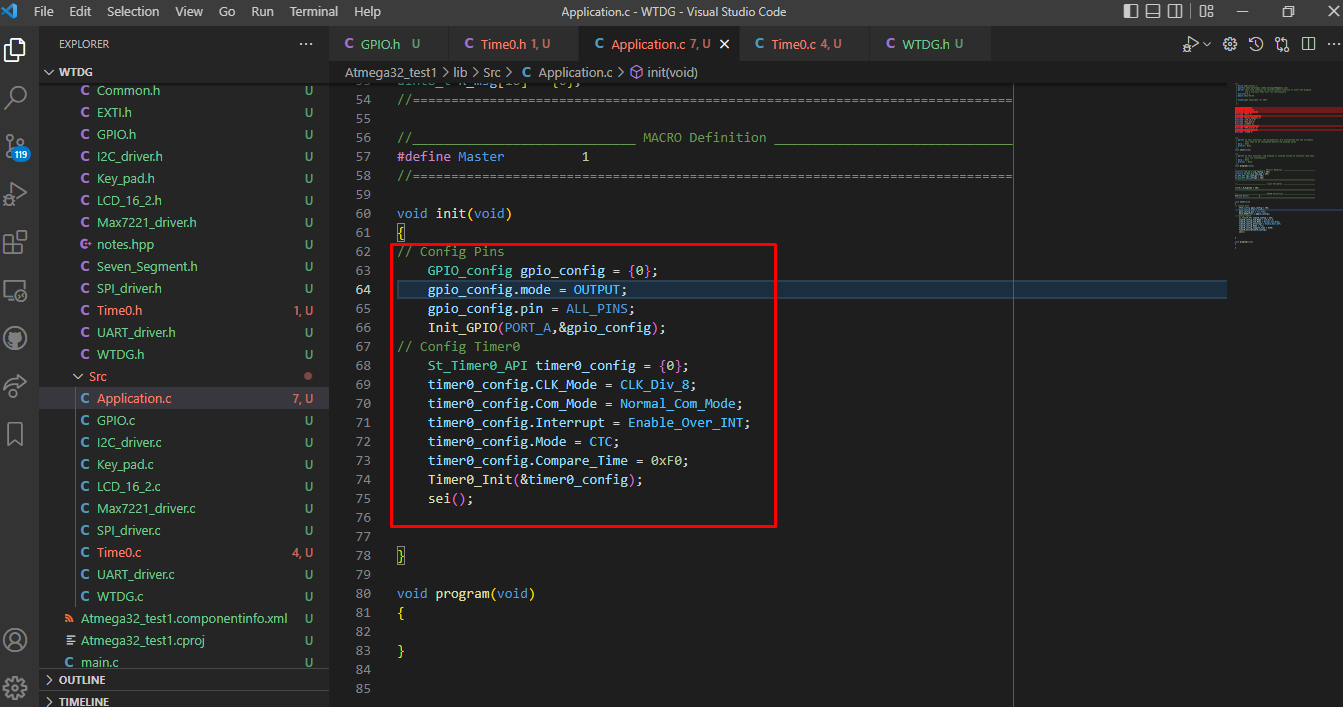 File Edit Selection View Go Run Terminal Help
Application.c - WTDG - Visual Studio Code
EXPLORER
GPIO.h U
Time0.h 1, U
Application.c 7, U
Time0.c 4, U
WTDG.h U
WTDG
Atmega32_test1 > lib > Src > C Application.c > init(void)
119
C Common.h U
C EXTI.h U
C GPIO.h U
C I2C_driver.h U
C Key_pad.h U
C LCD_16_2.h U
C Max7221_driver.h U
C+ notes.hpp U
C Seven_Segment.h U
C SPI_driver.h U
C Time0.h 1, U
C UART_driver.h U
C WTDG.h U
Src
C Application.c 7, U
C GPIO.c U
C I2C_driver.c U
C Key_pad.c U
C LCD_16_2.c U
C Max7221_driver.c U
C SPI_driver.c U
C Time0.c 4, U
C UART_driver.c U
C WTDG.c U
Atmega32_test1.componentinfo.xml U
Atmega32_test1.cproj U
C main.c U
OUTLINE
TIMELINE
54 //==============================================================================
55
56 //_____________________________ MACRO Definition _______________________________
57 #define Master 1
58 //==============================================================================
59
60 void init(void)
61 {
62 // Config Pins
63 GPIO_config gpio_config = {0};
64 gpio_config.mode = OUTPUT;
65 gpio_config.pin = ALL_PINS;
66 Init_GPIO(PORT_A,&gpio_config);
67 // Config Timer0
68 St_Timer0_API timer0_config = {0};
69 timer0_config.CLK_Mode = CLK_Div_8;
70 timer0_config.Com_Mode = Normal_Com_Mode;
71 timer0_config.Interrupt = Enable_Over_INT;
72 timer0_config.Mode = CTC;
73 timer0_config.Compare_Time = 0xF0;
74 Timer0_Init(&timer0_config);
75 sei();
76
77
78 }
79
80 void program(void)
81 {
82
83 }
84
85